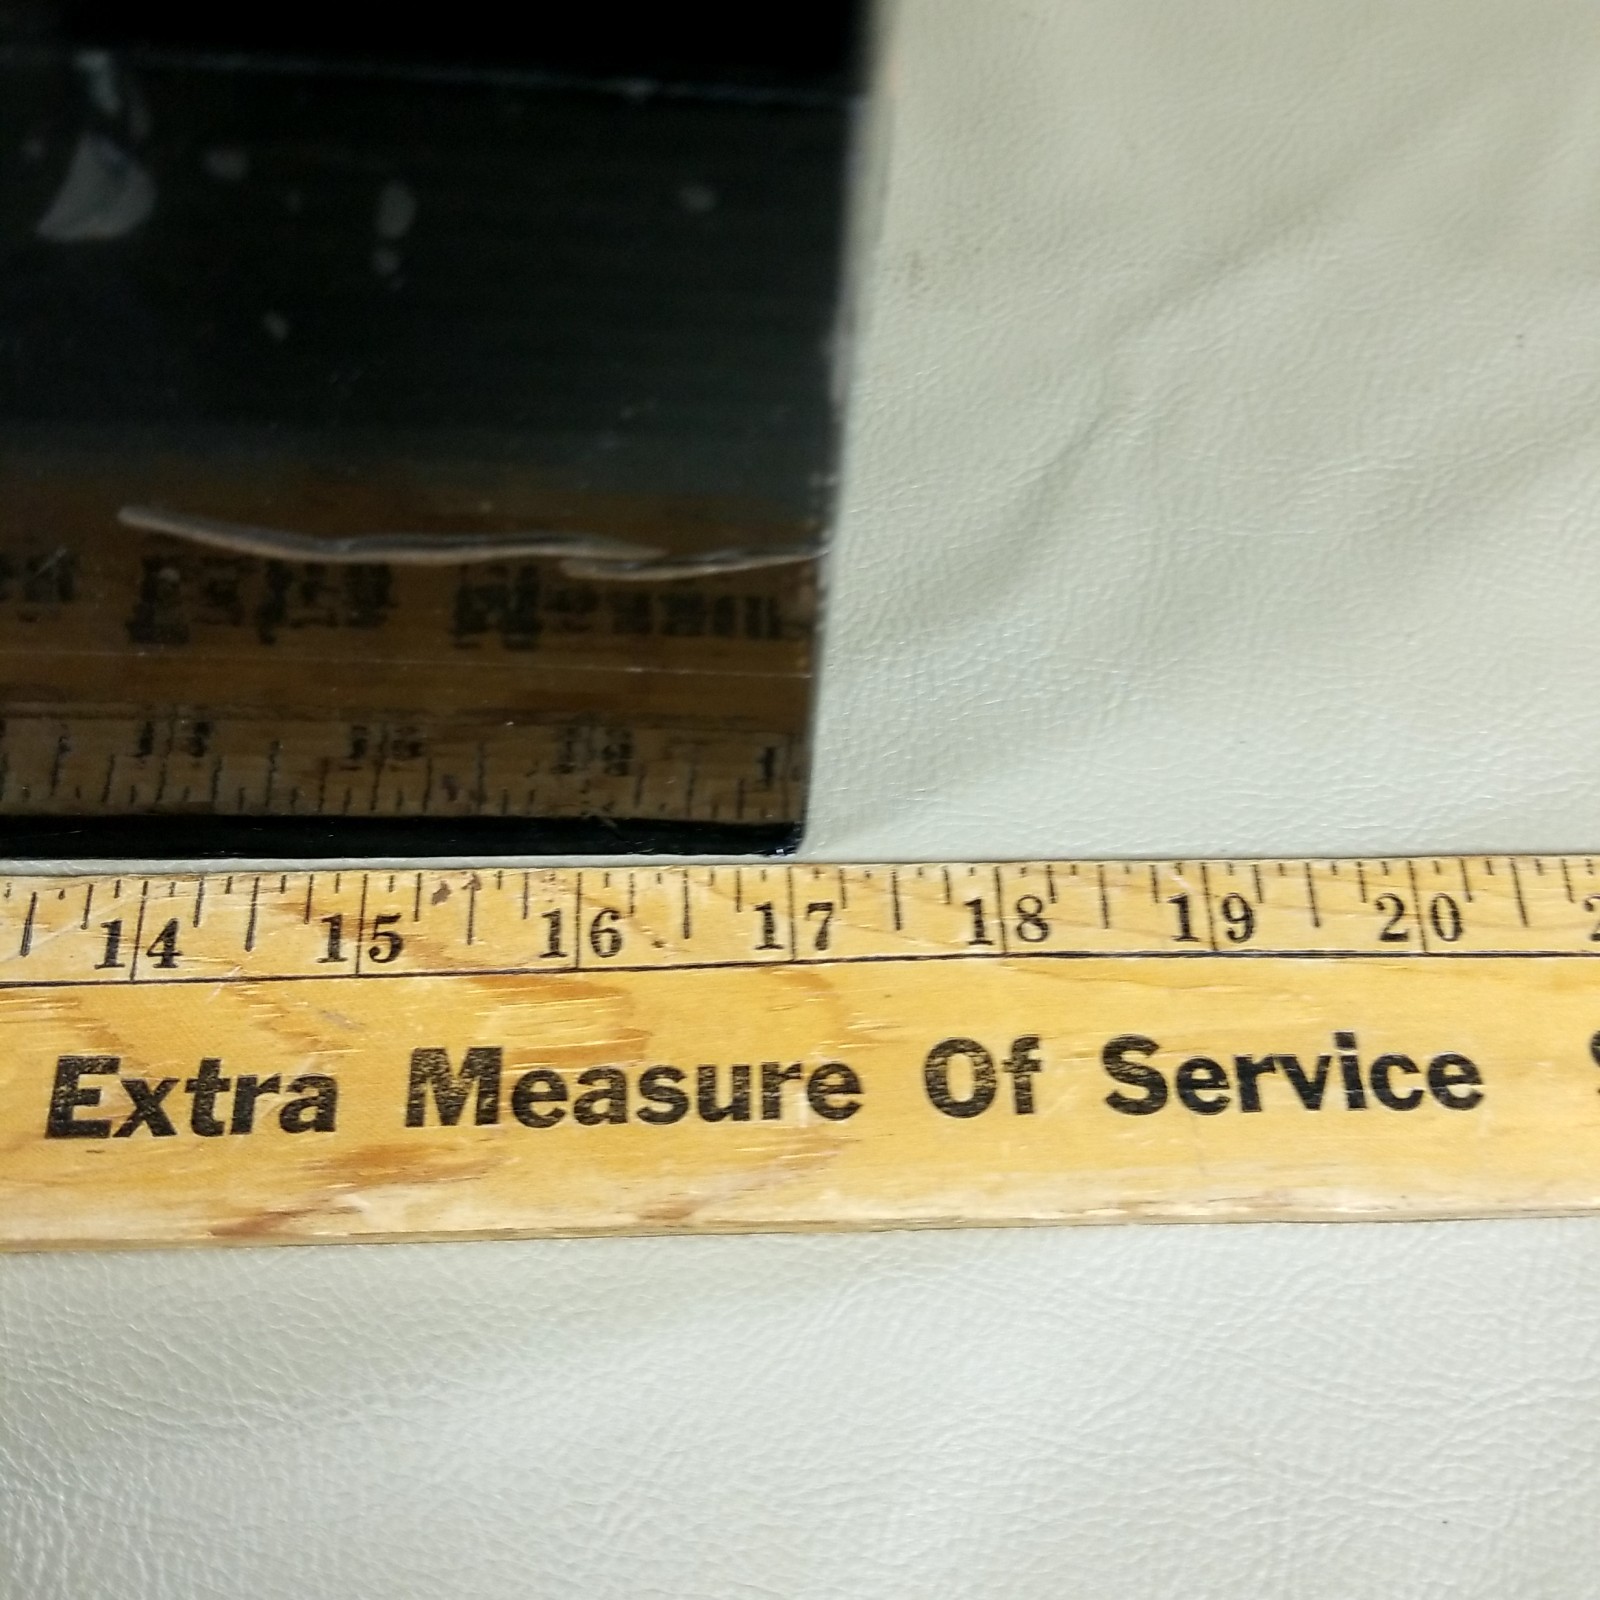 14 15 16 17 18 19 20
Extra Measure Of Service